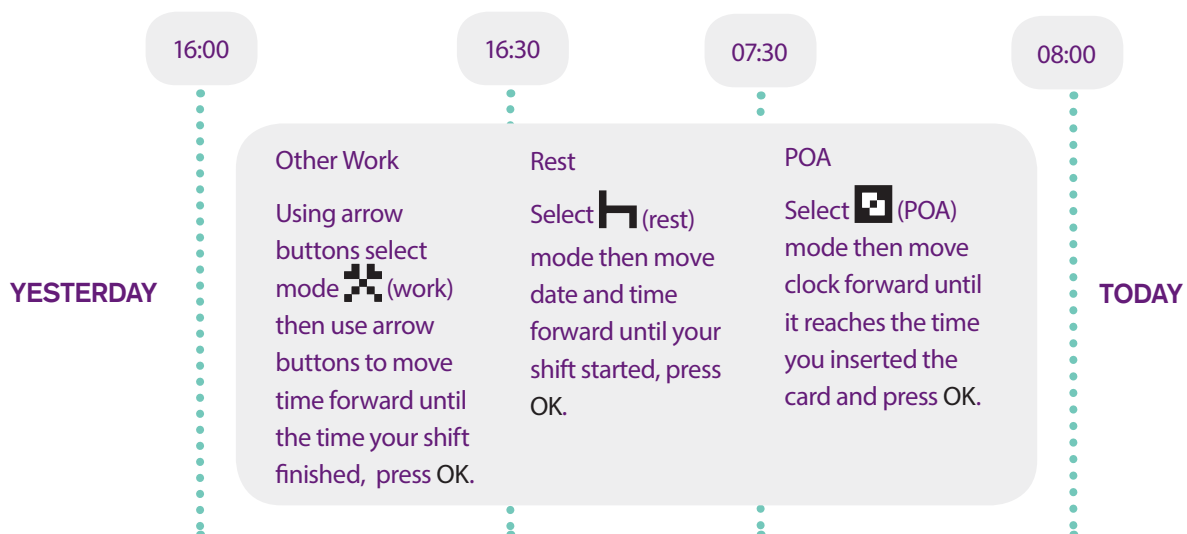 16:00
16:30
07:30
08:00
YESTERDAY
Other Work
Using arrow
buttons select
mode (work)
then use arrow
buttons to move
time forward until
the time your shift
finished, press OK.
Rest
Select (rest)
mode then move
date and time
forward until your
shift started, press
OK.
POA
Select (POA)
mode then move
clock forward until
it reaches the time
you inserted the
card and press OK.
TODAY